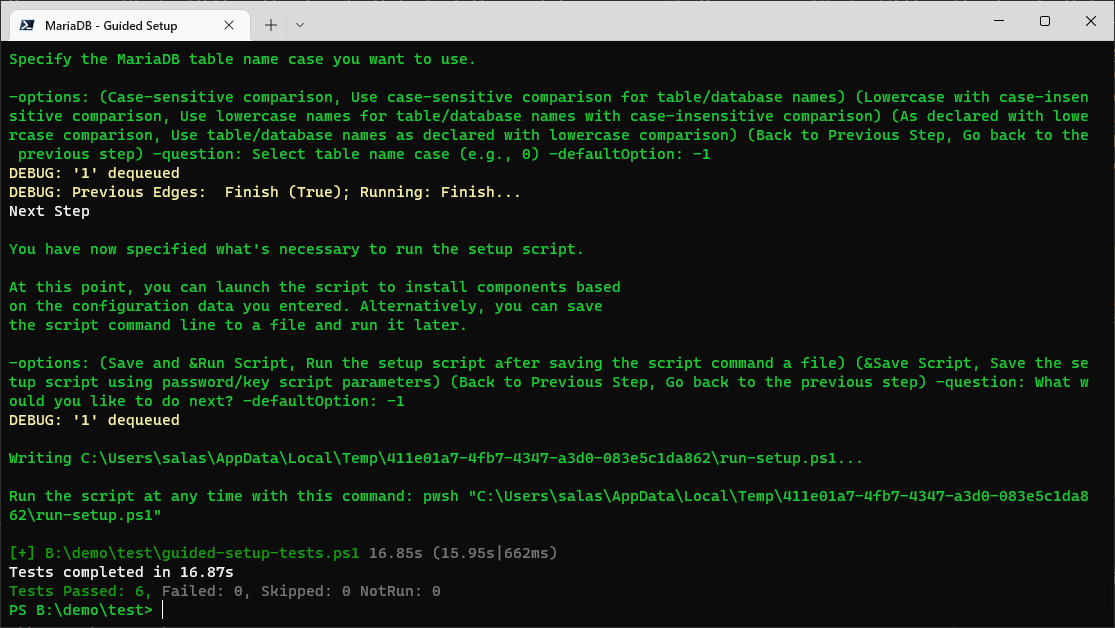 MariaDB - Guided Setup
Specify the MariaDB table name case you want to use.
-options: (Case-sensitive comparison, Use case-sensitive comparison for table/database names) (Lowercase with case-insen
sitive comparison, Use lowercase names for table/database names with case-insensitive comparison) (As declared with lowe
rcase comparison, Use table/database names as declared with lowercase comparison) (Back to Previous Step, Go back to the
 previous step) -question: Select table name case (e.g., 0) -defaultOption: -1
DEBUG: '1' dequeued
DEBUG: Previous Edges:  Finish (True); Running: Finish...
Next Step
You have now specified what's necessary to run the setup script.
At this point, you can launch the script to install components based
on the configuration data you entered. Alternatively, you can save
the script command line to a file and run it later.
-options: (Save and &Run Script, Run the setup script after saving the script command a file) (&Save Script, Save the se
tup script using password/key script parameters) (Back to Previous Step, Go back to the previous step) -question: What w
ould you like to do next? -defaultOption: -1
DEBUG: '1' dequeued
Writing C:\Users\salas\AppData\Local\Temp\411e01a7-4fb7-4347-a3d0-083e5c1da862\run-setup.ps1...
Run the script at any time with this command: pwsh "C:\Users\salas\AppData\Local\Temp\411e01a7-4fb7-4347-a3d0-083e5c1da8
62\run-setup.ps1"
[+] B:\demo\test\guided-setup-tests.ps1 16.85s (15.95s|662ms)
Tests completed in 16.87s
Tests Passed: 6, Failed: 0, Skipped: 0 NotRun: 0
PS B:\demo\test>